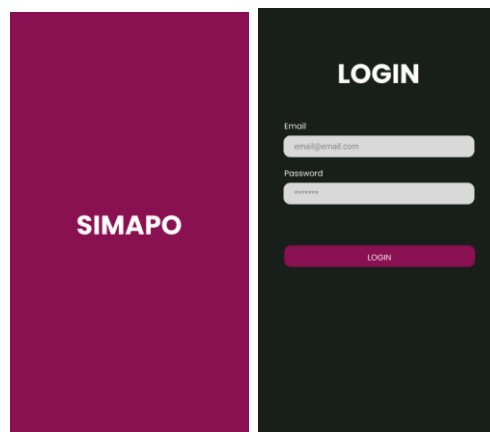 SIMAPO
LOGIN
Email
email@email.com
Password
*******
LOGIN